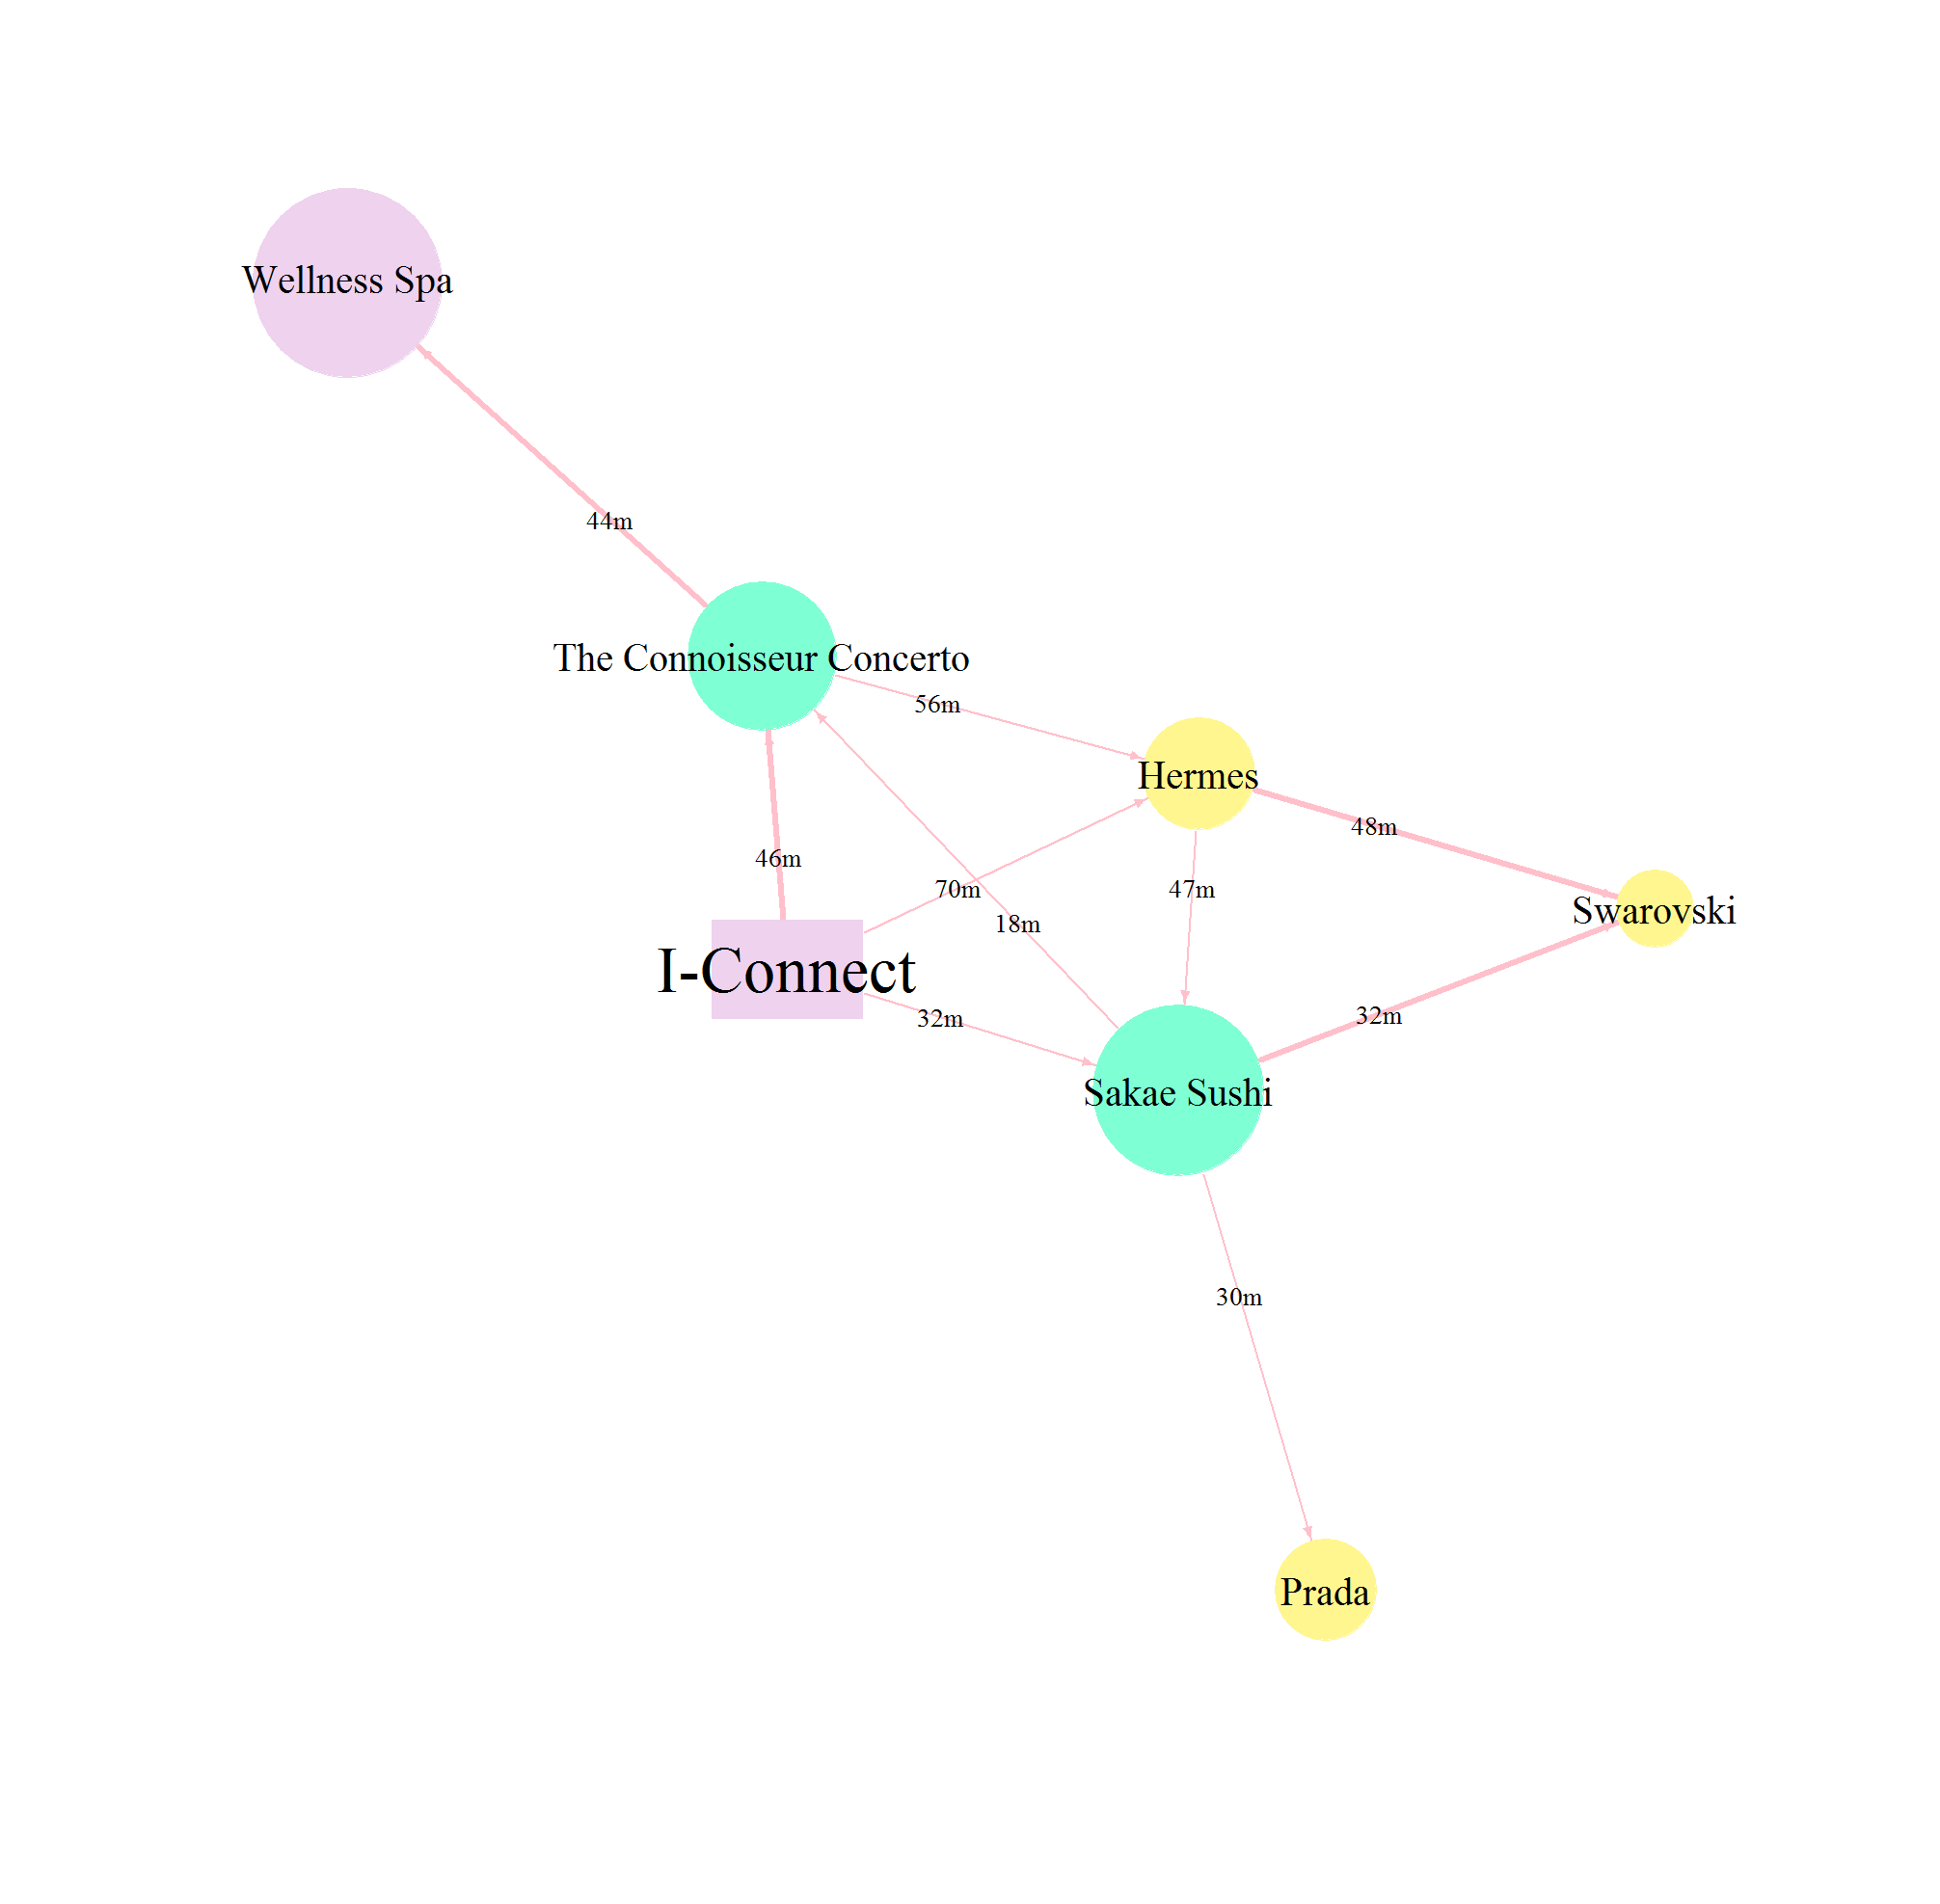 Wellness Spa
44m
The Connoisseur Concerto
56m
Hermes
48m
46m
70m
47m
18m
Swarovski
I-Connect
32m
32m
Sakae Sushi
30m
Prada